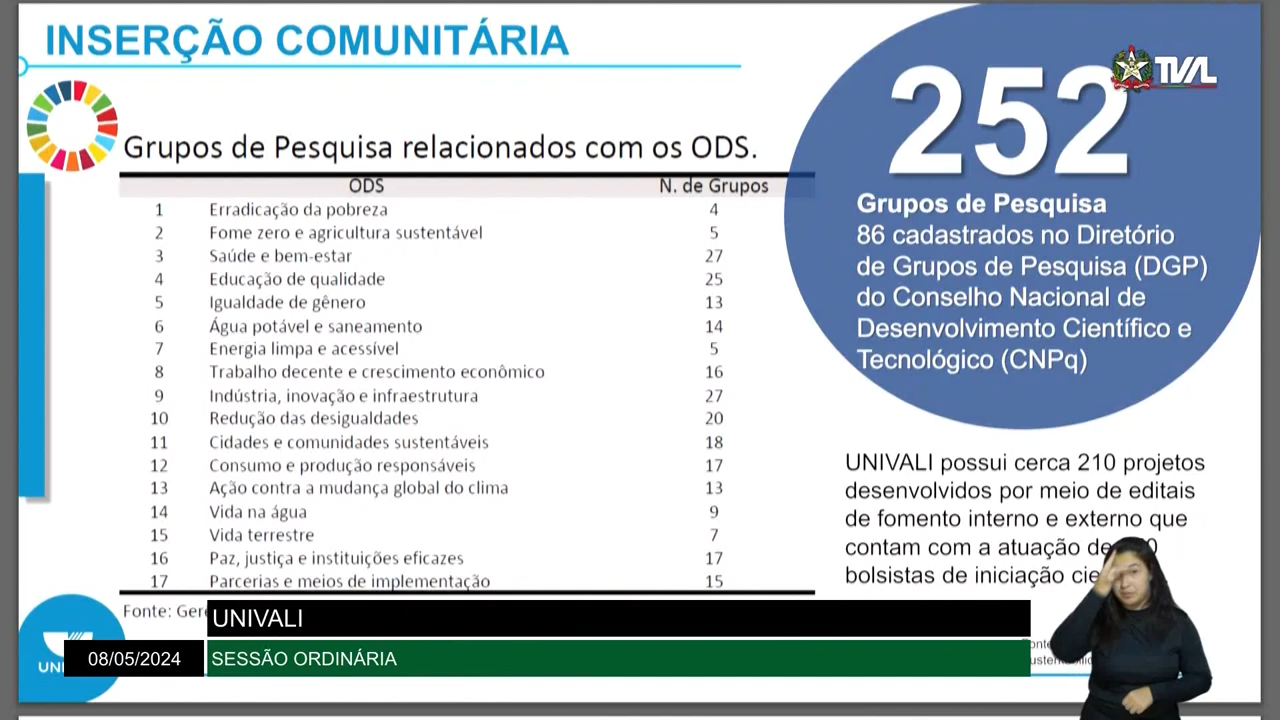 INSERÇÃO COMUNITÁRIA
TVAL
252
Grupos de Pesquisa relacionados com os ODS.
ODS N. de Grupos
1 Erradicação da pobreza 4
2 Fome zero e agricultura sustentável 5
3 Saúde e bem-estar 27
4 Educação de qualidade 25
5 Igualdade de gênero 13
6 Água potável e saneamento 14
7 Energia limpa e acessível 5
8 Trabalho decente e crescimento econômico 16
9 Indústria, inovação e infraestrutura 27
10 Redução das desigualdades 20
11 Cidades e comunidades sustentáveis 18
12 Consumo e produção responsáveis 17
13 Ação contra a mudança global do clima 13
14 Vida na água 9
15 Vida terrestre 7
16 Paz, justiça e instituições eficazes 17
17 Parcerias e meios de implementação 15
Fonte:
Grupos de Pesquisa
86 cadastrados no Diretório
de Grupos de Pesquisa (DGP)
do Conselho Nacional de
Desenvolvimento Científico e
Tecnológico (CNPq)
UNIVALI possui cerca 210 projetos
desenvolvidos por meio de editais
de fomento interno e externo que
contam com a atuação de
bolsistas de iniciação
UNIVALI
08/05/2024
SESSÃO ORDINÁRIA